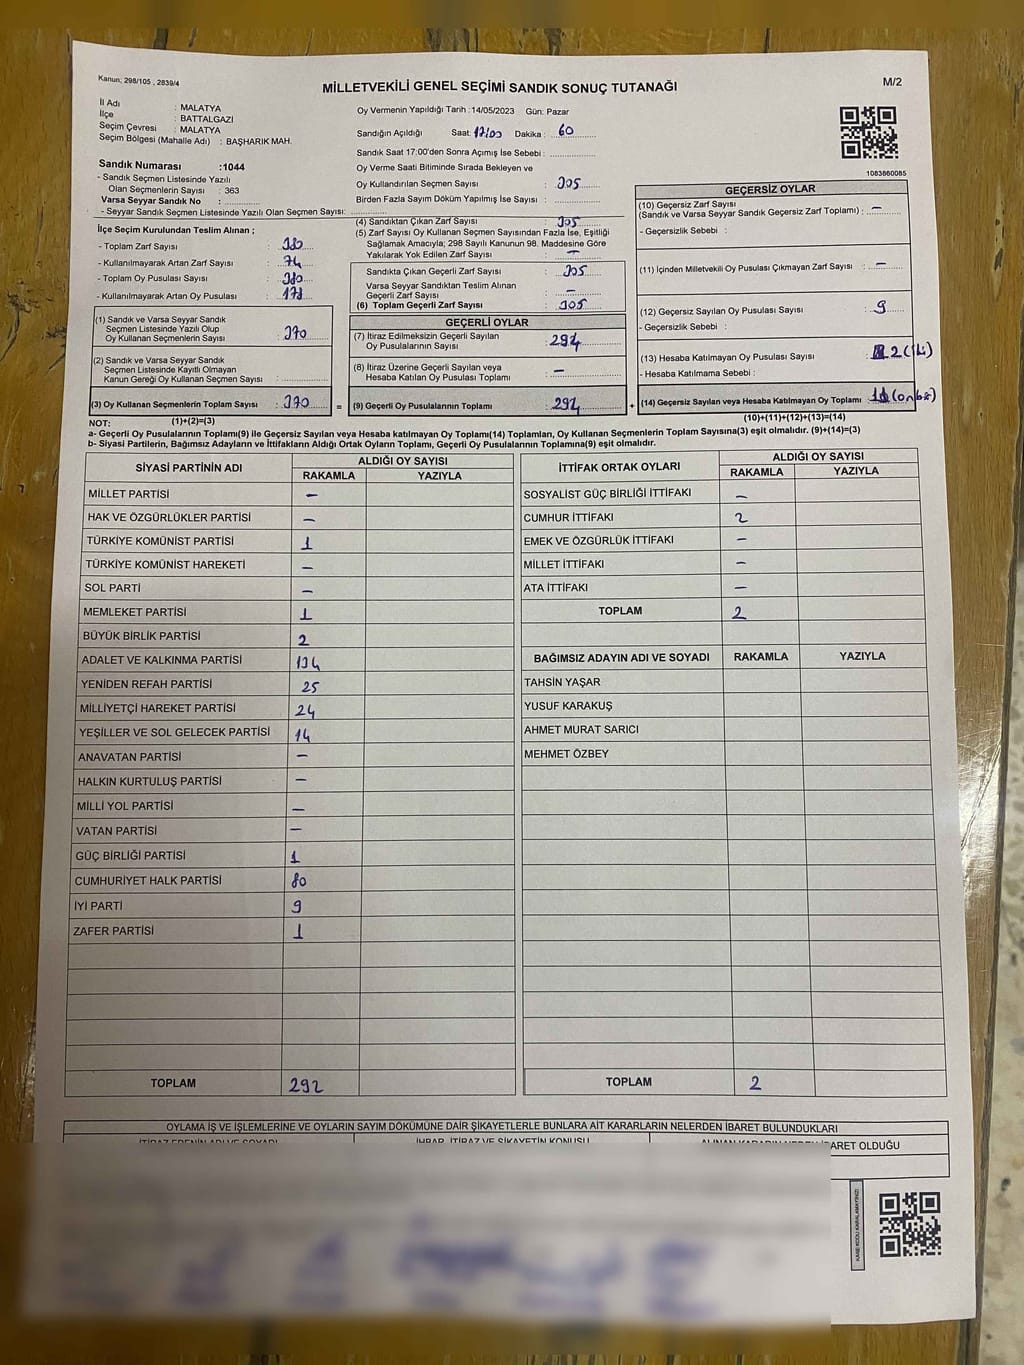 Kanun; 298/105 , 2839/4
MİLLETVEKİLİ GENEL SEÇİMİ SANDIK SONUÇ TUTANAĞI
M/2
İl Adı : MALATYA
İlçe : BATTALGAZI
Seçim Çevresi : MALATYA
Seçim Bölgesi (Mahalle Adı) : BAŞHARIK MAH.
Sandık Numarası :1044
- Sandık Seçmen Listesinde Yazılı
Olan Seçmenlerin Sayısı : 363
Varsa Seyyar Sandık No :
- Seyyar Sandık Seçmen Listesinde Yazılı Olan Seçmen Sayısı:
Oy Vermenin Yapıldığı Tarih :14/05/2023 Gün: Pazar
Sandığın Açıldığı Saat: 17:00 Dakika : 60
Sandık Saat 17:00'den Sonra Açımış İse Sebebi :
Oy Verme Saati Bitiminde Sırada Bekleyen ve
Oy Kullandırılan Seçmen Sayısı : 305
Birden Fazla Sayım Döküm Yapılmış İse Sayısı :
1083860085
İlçe Seçim Kurulundan Teslim Alınan ;
- Toplam Zarf Sayısı : 380
- Kullanılmayarak Artan Zarf Sayısı : 74
- Toplam Oy Pusulası Sayısı : 380
- Kullanılmayarak Artan Oy Pusulası :
(1) Sandık ve Varsa Seyyar Sandık
Seçmen Listesinde Yazılı Olup
Oy Kullanan Seçmenlerin Sayısı : 370
(2) Sandık ve Varsa Seyyar Sandık
Seçmen Listesinde Kayıtlı Olmayan
Kanun Gereği Oy Kullanan Seçmen Sayısı :
(3) Oy Kullanan Seçmenlerin Toplam Sayısı : 370
(1)+(2)=(3)
(4) Sandıktan Çıkan Zarf Sayısı : 305
(5) Zarf Sayısı Oy Kullanan Seçmen Sayısından Fazla İse, Eşitliği
Sağlamak Amacıyla; 298 Sayılı Kanunun 98. Maddesine Göre
Yakılarak Yok Edilen Zarf Sayısı : –
Sandıkta Çıkan Geçerli Zarf Sayısı : 305
Varsa Seyyar Sandıktan Teslim Alınan
Geçerli Zarf Sayısı : –
(6) Toplam Geçerli Zarf Sayısı : 305
GEÇERLİ OYLAR
(7) İtiraz Edilmeksizin Geçerli Sayılan
Oy Pusulalarının Sayısı : 294
(8) İtiraz Üzerine Geçerli Sayılan veya
Hesaba Katılan Oy Pusulası Toplamı : –
= (9) Geçerli Oy Pusulalarının Toplamı : 294 +
GEÇERSİZ OYLAR
(10) Geçersiz Zarf Sayısı
(Sandık ve Varsa Seyyar Sandık Geçersiz Zarf Toplamı) : –
- Geçersizlik Sebebi :
(11) İçinden Milletvekili Oy Pusulası Çıkmayan Zarf Sayısı : –
(12) Geçersiz Sayılan Oy Pusulası Sayısı : 9
- Geçersizlik Sebebi :
(13) Hesaba Katılmayan Oy Pusulası Sayısı : 2 (iki)
- Hesaba Katılmama Sebebi :
(14) Geçersiz Sayılan veya Hesaba Katılmayan Oy Toplamı : 11 (onbir)
(10)+(11)+(12)+(13)=(14)
NOT:
a- Geçerli Oy Pusulalarının Toplamı(9) ile Geçersiz Sayılan veya Hesaba katılmayan Oy Toplamı(14) Toplamları, Oy Kullanan Seçmenlerin Toplam Sayısına(3) eşit olmalıdır. (9)+(14)=(3)
b- Siyasi Partilerin, Bağımsız Adayların ve İttifakların Aldığı Ortak Oyların Toplamı, Geçerli Oy Pusulalarının Toplamına(9) eşit olmalıdır.
SİYASİ PARTİNİN ADI ALDIĞI OY SAYISI
RAKAMLA YAZIYLA
MİLLET PARTİSİ –
HAK VE ÖZGÜRLÜKLER PARTİSİ –
TÜRKİYE KOMÜNİST PARTİSİ 1
TÜRKİYE KOMÜNİST HAREKETİ –
SOL PARTİ –
MEMLEKET PARTİSİ 1
BÜYÜK BİRLİK PARTİSİ 2
ADALET VE KALKINMA PARTİSİ 134
YENİDEN REFAH PARTİSİ 25
MİLLİYETÇİ HAREKET PARTİSİ 24
YEŞİLLER VE SOL GELECEK PARTİSİ 14
ANAVATAN PARTİSİ –
HALKIN KURTULUŞ PARTİSİ –
MİLLİ YOL PARTİSİ –
VATAN PARTİSİ –
GÜÇ BİRLİĞİ PARTİSİ 1
CUMHURİYET HALK PARTİSİ 80
İYİ PARTİ 9
ZAFER PARTİSİ 1
TOPLAM 292
İTTİFAK ORTAK OYLARI ALDIĞI OY SAYISI
RAKAMLA YAZIYLA
SOSYALİST GÜÇ BİRLİĞİ İTTİFAKI –
CUMHUR İTTİFAKI 2
EMEK VE ÖZGÜRLÜK İTTİFAKI –
MİLLET İTTİFAKI –
ATA İTTİFAKI –
TOPLAM 2
BAĞIMSIZ ADAYIN ADI VE SOYADI RAKAMLA YAZIYLA
TAHSİN YAŞAR
YUSUF KARAKUŞ
AHMET MURAT SARICI
MEHMET ÖZBEY
TOPLAM 2
OYLAMA İŞ VE İŞLEMLERİNE VE OYLARIN SAYIM DÖKÜMÜNE DAİR ŞİKAYETLERLE BUNLARA AİT KARARLARIN NELERDEN İBARET BULUNDUKLARI
İTİRAZ EDENİN ADI VE SOYADI İHBAR, İTİRAZ VE ŞİKAYETİN KONUSU ALINAN KARARIN NEDEN İBARET OLDUĞU
KARE KODU KARALAMAYINIZ!